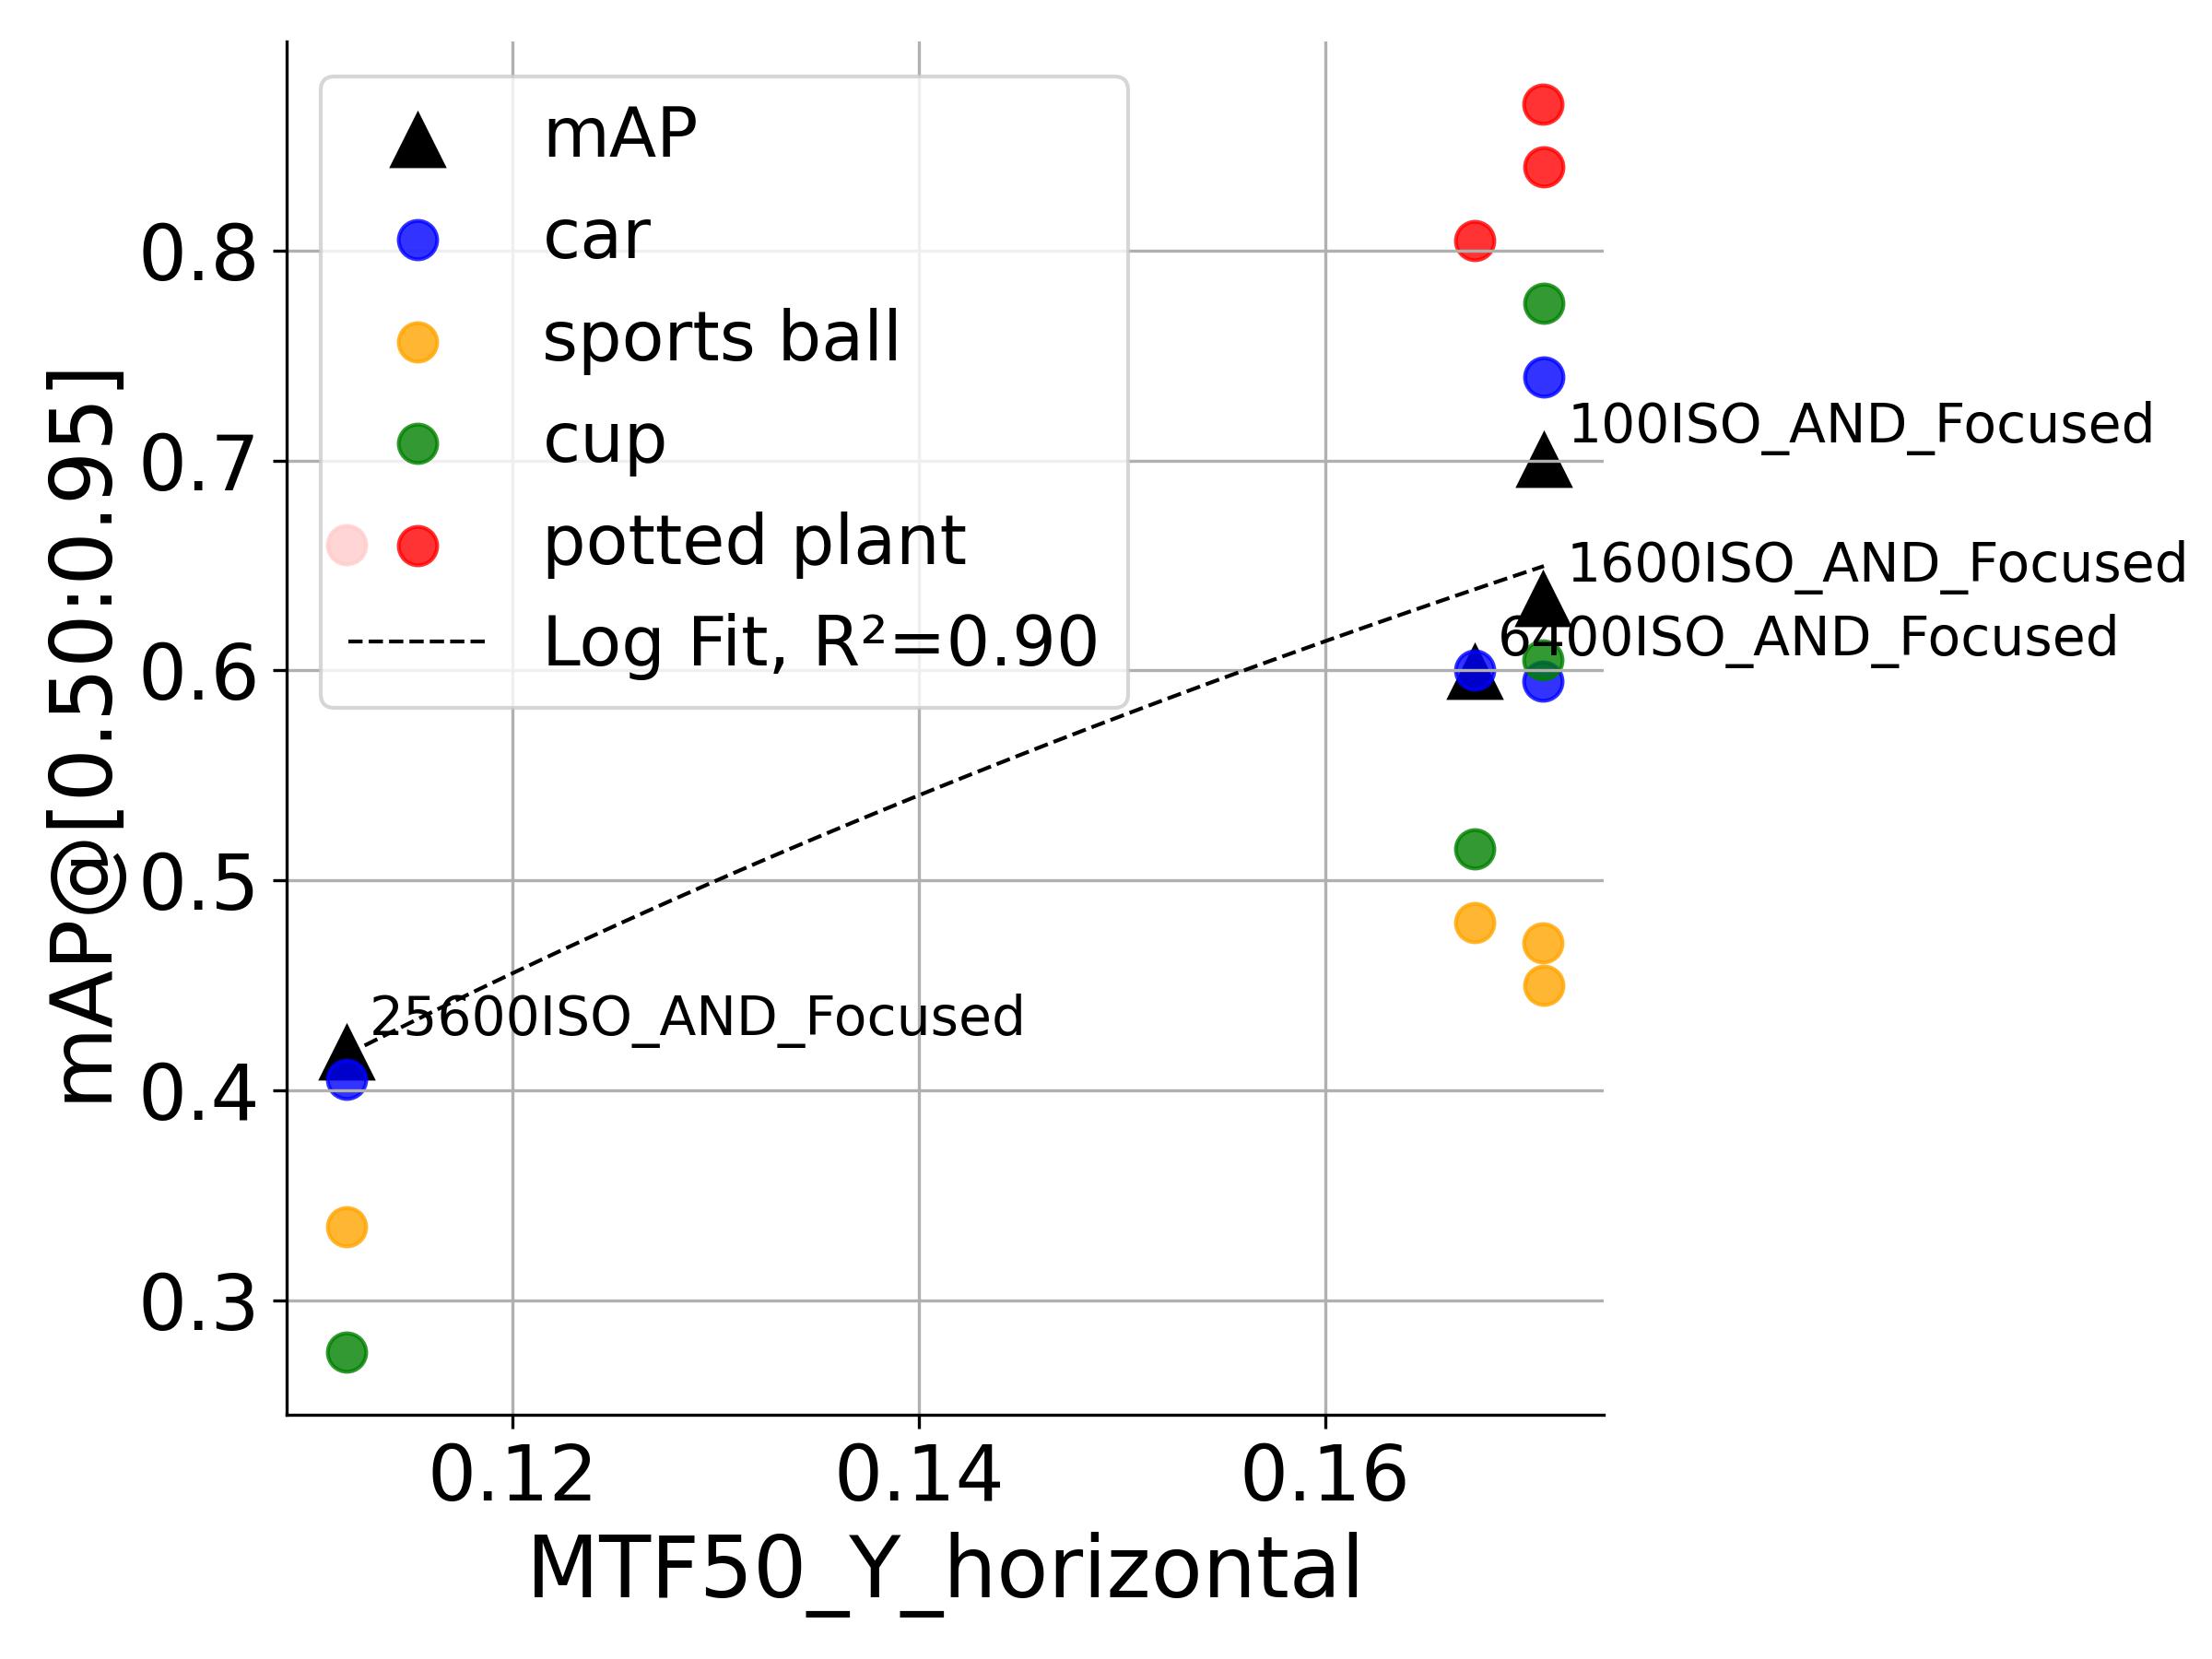 mAP
car
sports ball
cup
potted plant
Log Fit, R²=0.90
100ISO_AND_Focused
1600ISO_AND_Focused
6400ISO_AND_Focused
25600ISO_AND_Focused
mAP@[0.50:0.95]
0.8
0.7
0.6
0.5
0.4
0.3
0.12
0.14
0.16
MTF50_Y_horizontal